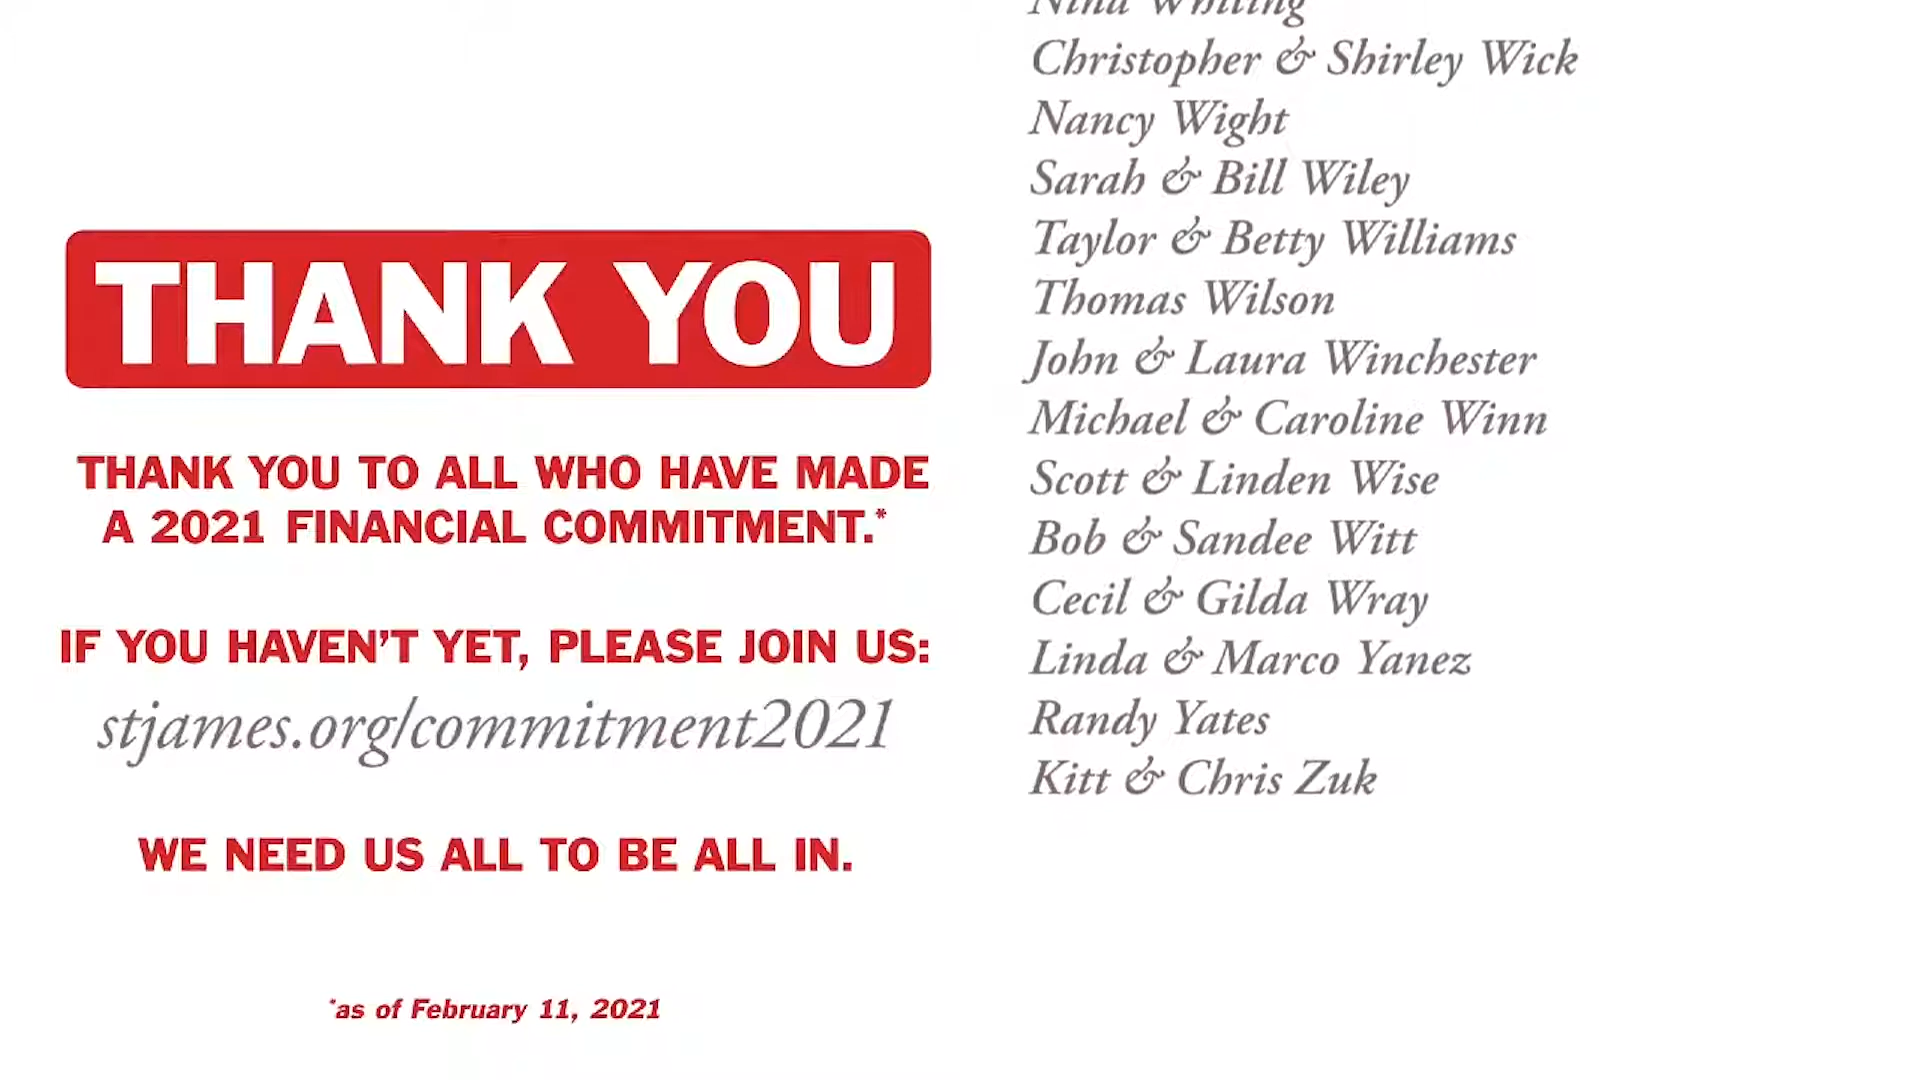 THANK YOU
THANK YOU TO ALL WHO HAVE MADE
A 2021 FINANCIAL COMMITMENT.*
IF YOU HAVEN'T YET, PLEASE JOIN US:
stjames.org/commitment2021
WE NEED US ALL TO BE ALL IN.
*as of February 11, 2021
Nina Whiting
Christopher & Shirley Wick
Nancy Wight
Sarah & Bill Wiley
Taylor & Betty Williams
Thomas Wilson
John & Laura Winchester
Michael & Caroline Winn
Scott & Linden Wise
Bob & Sandee Witt
Cecil & Gilda Wray
Linda & Marco Yanez
Randy Yates
Kitt & Chris Zuk